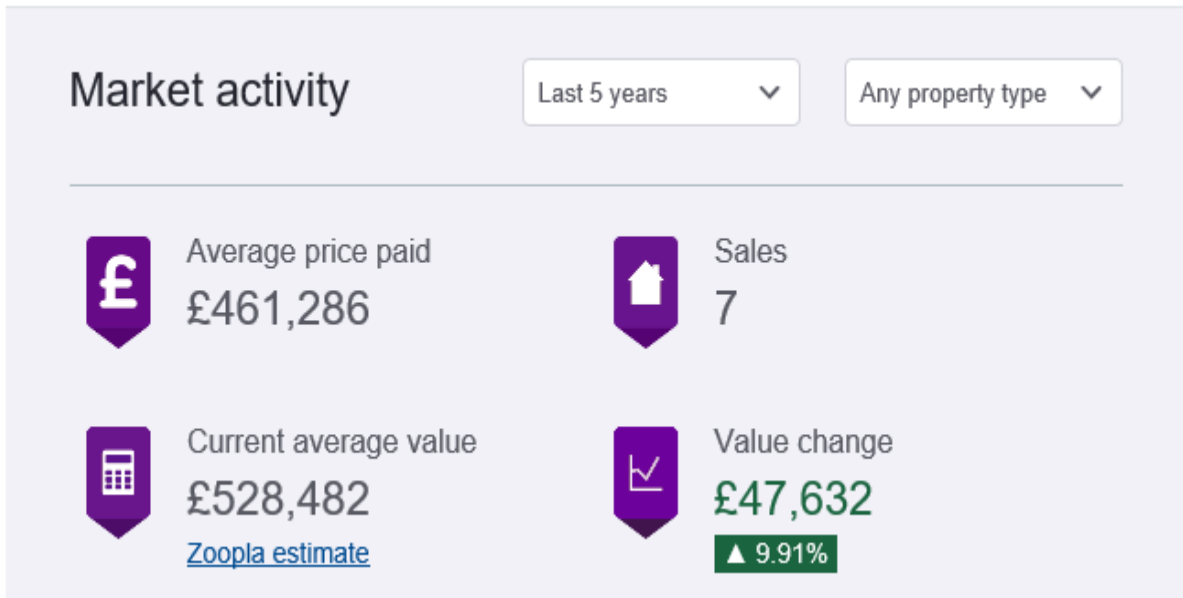 Market activity
Last 5 years
Any property type
£
Average price paid
£461,286
Sales
7
Current average value
£528,482
Zoopla estimate
Value change
£47,632
▲ 9.91%